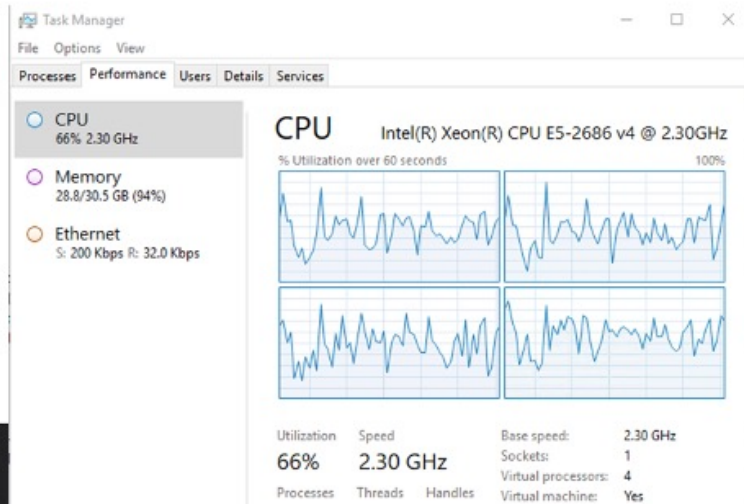 Task Manager
File Options View
Processes Performance Users Details Services
CPU
66% 2.30 GHz
Memory
28.8/30.5 GB (94%)
Ethernet
S: 200 Kbps R: 32.0 Kbps
CPU Intel(R) Xeon(R) CPU E5-2686 v4 @ 2.30GHz
% Utilization over 60 seconds 100%
Utilization Speed
66% 2.30 GHz
Processes Threads Handles
Base speed: 2.30 GHz
Sockets: 1
Virtual processors: 4
Virtual machine: Yes